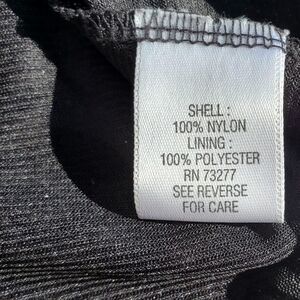 SHELL :
100% NYLON
LINING :
100% POLYESTER
RN 73277
SEE REVERSE
FOR CARE